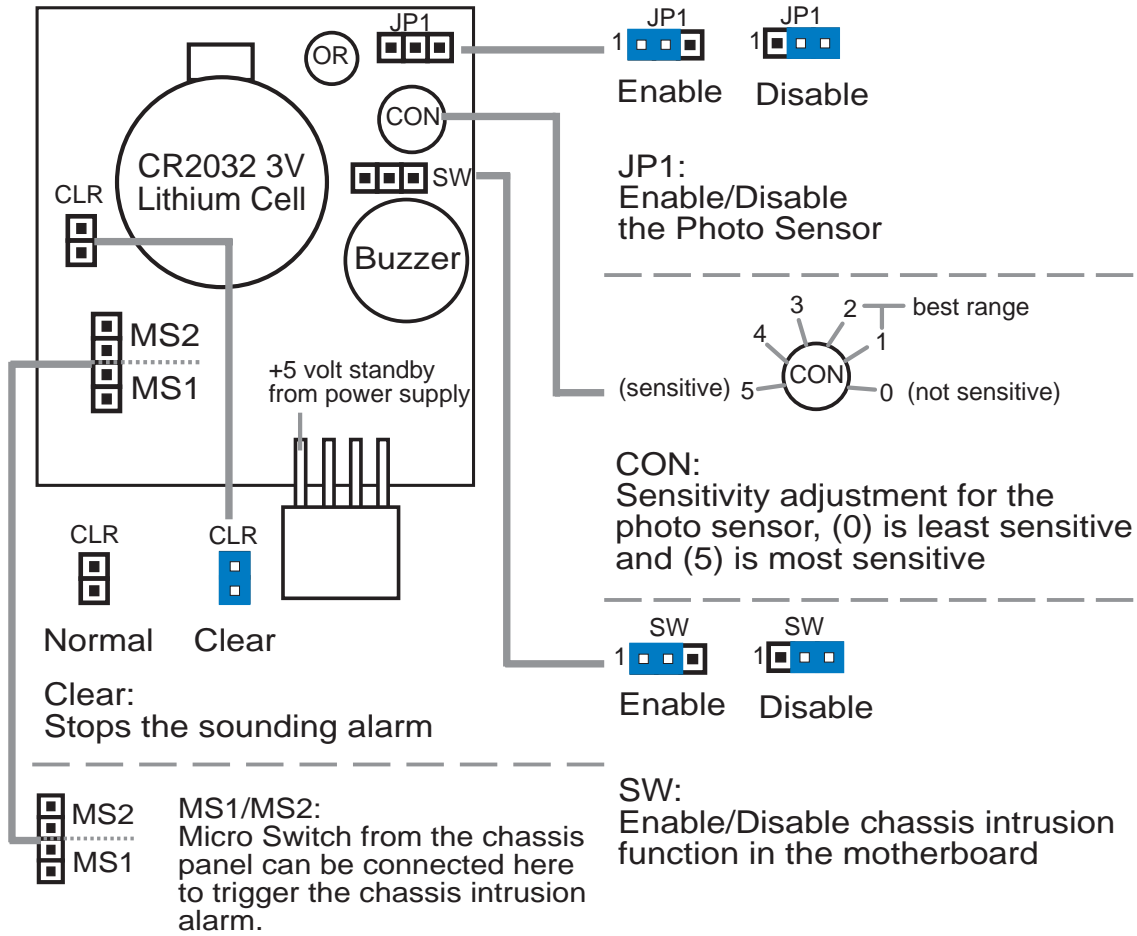 JP1
OR
CON
CR2032 3V
Lithium Cell
SW
CLR
Buzzer
MS2
MS1
+5 volt standby
from power supply
CLR
CLR
Normal
Clear
Clear:
Stops the sounding alarm
MS2
MS1
MS1/MS2:
Micro Switch from the chassis
panel can be connected here
to trigger the chassis intrusion
alarm.
JP1
JP1
1
1
Enable
Disable
JP1:
Enable/Disable
the Photo Sensor
3
2
best range
4
1
CON
(sensitive) 5
0 (not sensitive)
CON:
Sensitivity adjustment for the
photo sensor, (0) is least sensitive
and (5) is most sensitive
SW
SW
1
1
Enable
Disable
SW:
Enable/Disable chassis intrusion
function in the motherboard